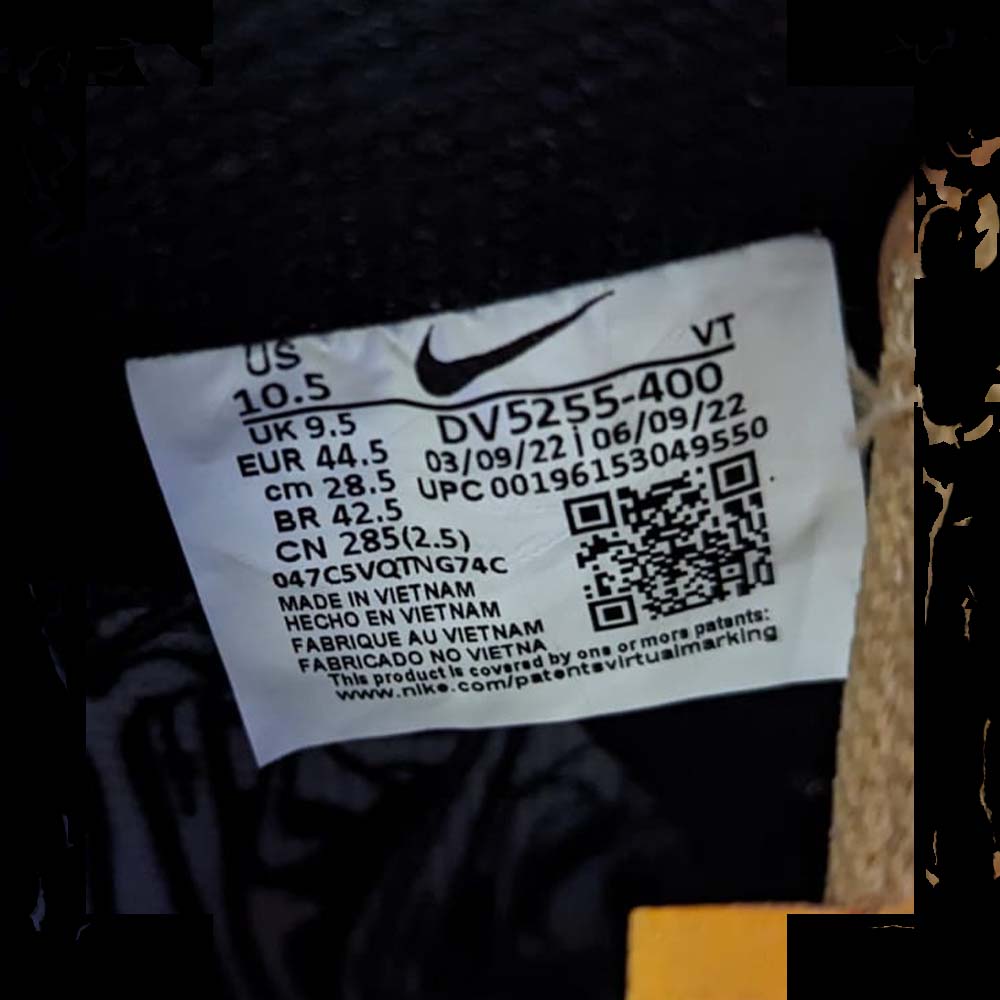 US
10.5
VT
UK 9.5
DV5255-400
EUR 44.5
03/09/22 | 06/09/22
cm 28.5
UPC 00196153049550
BR 42.5
CN 285(2.5)
047C5VQTNG74C
MADE IN VIETNAM
HECHO EN VIETNAM
FABRIQUE AU VIETNAM
FABRICADO NO VIETNA
This product is covered by one or more patents:
www.nike.com/patentsvirtualmarking